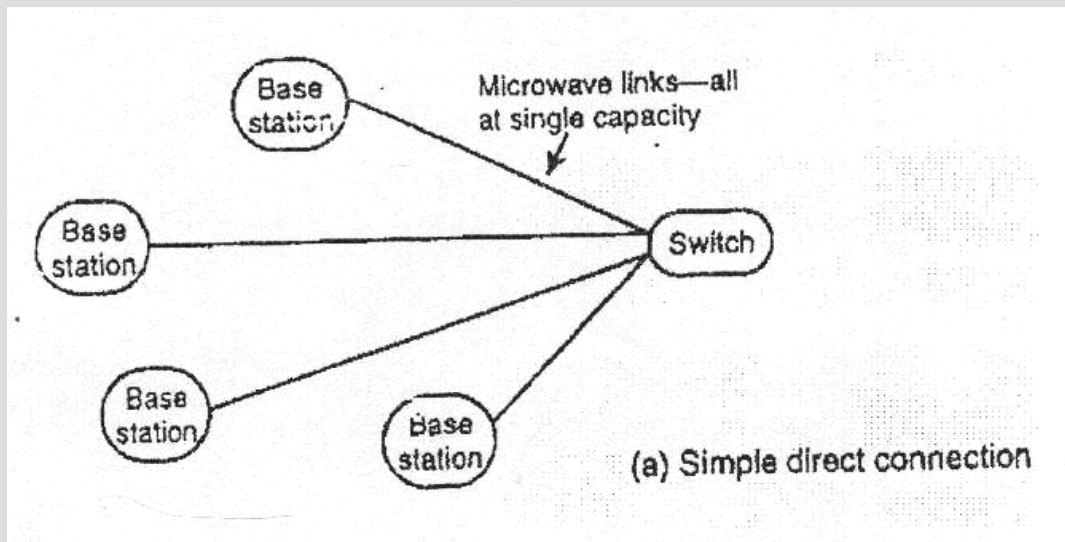 Base
station
Microwave links—all
at single capacity
Base
station
Switch
Base
station
Base
station
(a) Simple direct connection